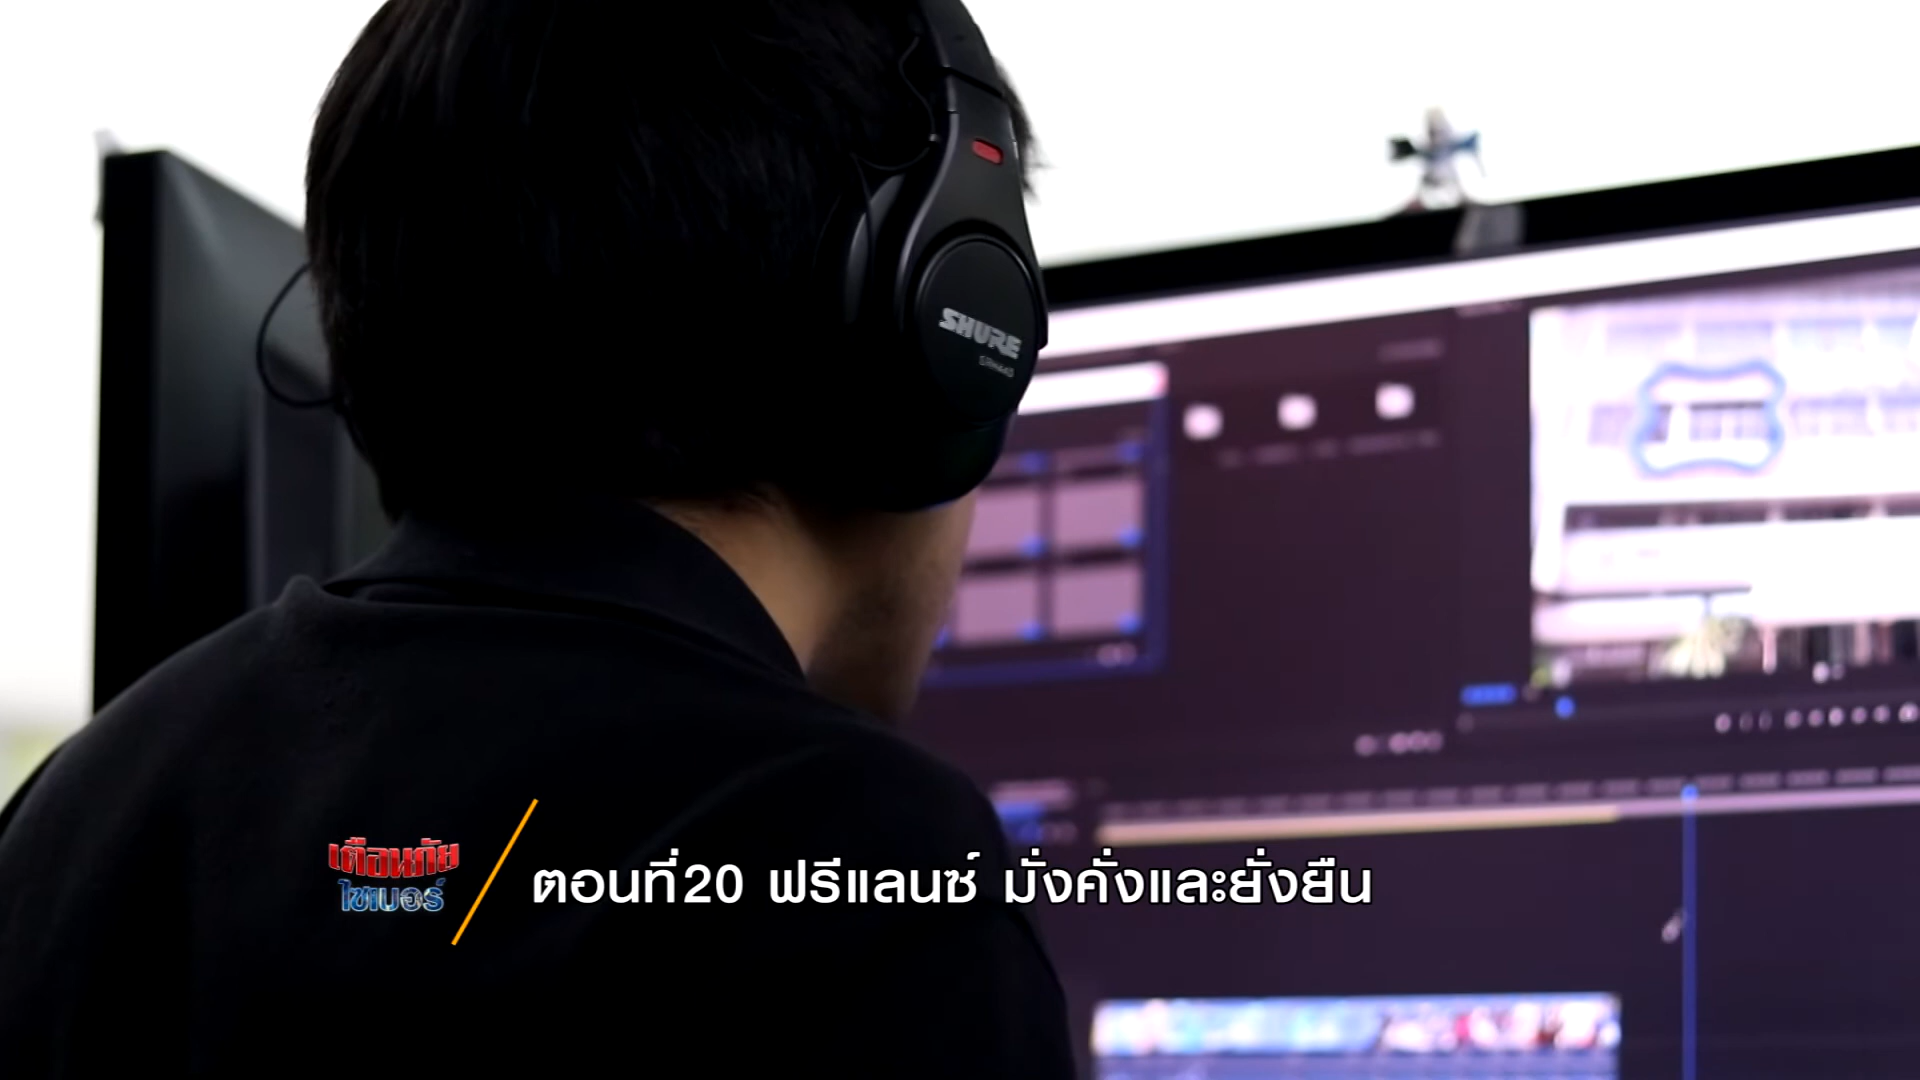 SHURE
SRH440
เตือนภัย
ไซเบอร์
ตอนที่20 ฟรีแลนซ์ มั่งคั่งและยั่งยืน